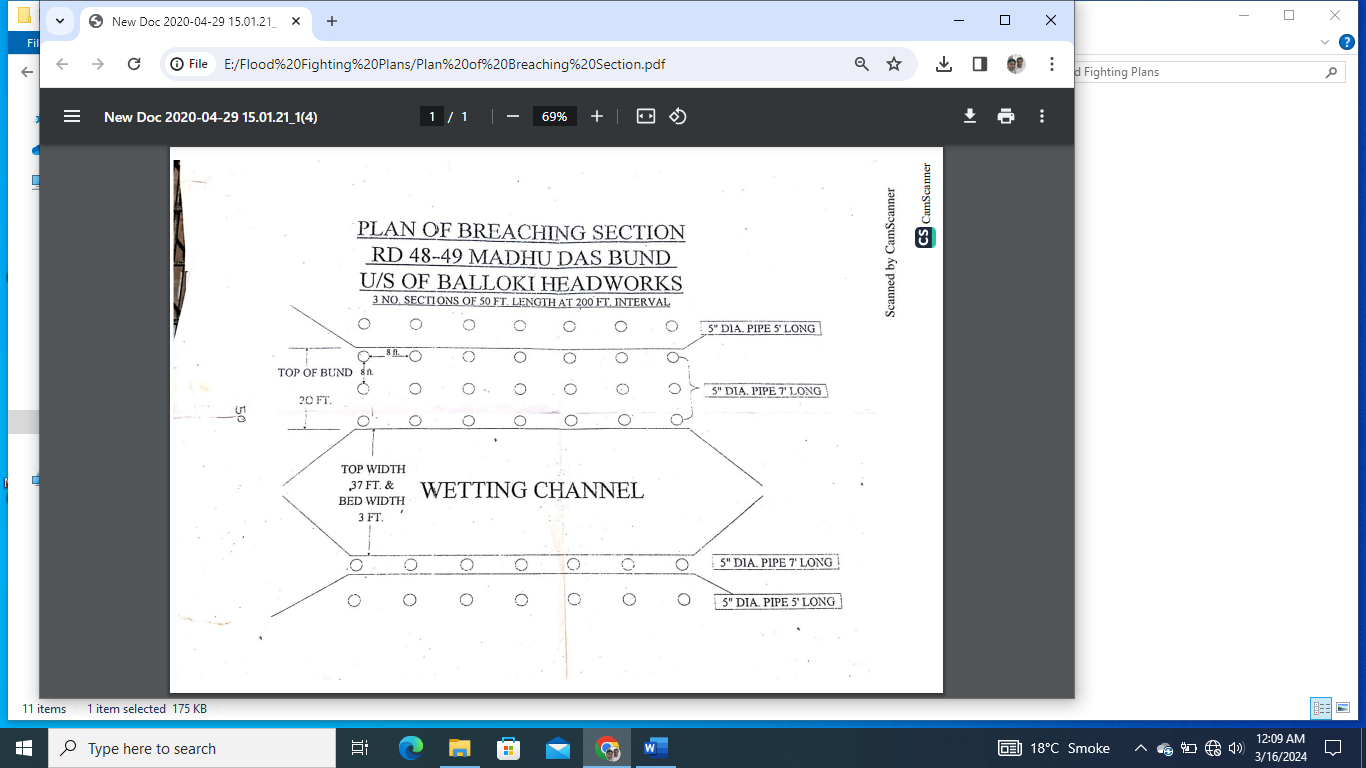 New Doc 2020-04-29 15.01.21_
Fil
File
E:/Flood%20Fighting%20Plans/Plan%20of%20Breaching%20Section.pdf
d Fighting Plans
New Doc 2020-04-29 15.01.21_1(4)
1 / 1
69%
PLAN OF BREACHING SECTION
RD 48-49 MADHU DAS BUND
U/S OF BALLOKI HEADWORKS
3 NO. SECTIONS OF 50 FT. LENGTH AT 200 FT. INTERVAL
Scanned by CamScanner
CS CamScanner
5" DIA. PIPE 5' LONG
8 ft.
TOP OF BUND
8 ft.
5" DIA. PIPE 7' LONG
20 FT.
50
TOP WIDTH
37 FT. &
BED WIDTH
3 FT.
WETTING CHANNEL
5" DIA. PIPE 7' LONG
5" DIA. PIPE 5' LONG
11 items
1 item selected 175 KB
Type here to search
18°C Smoke
12:09 AM
3/16/2024